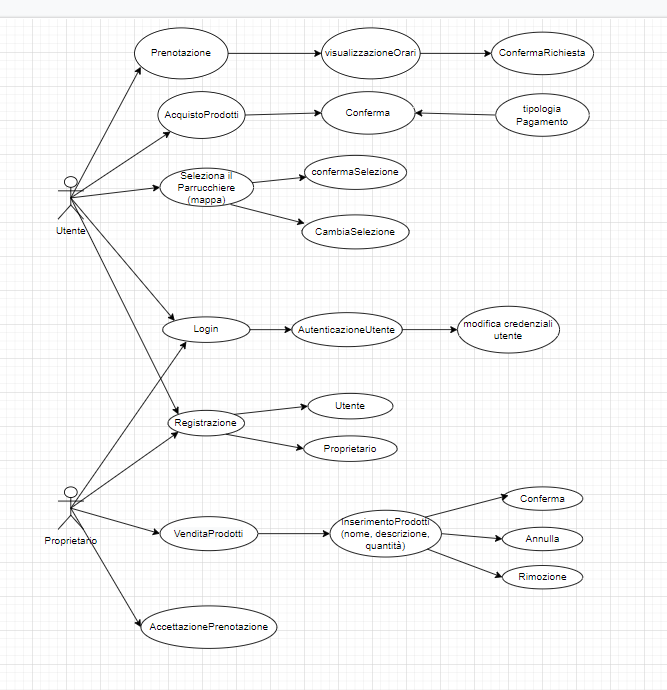 Prenotazione
visualizzazioneOrari
ConfermaRichiesta
AcquistoProdotti
Conferma
tipologia
Pagamento
Seleziona il
Parrucchiere
(mappa)
confermaSelezione
CambiaSelezione
Utente
Login
AutenticazioneUtente
modifica credenziali
utente
Registrazione
Utente
Proprietario
Proprietario
VenditaProdotti
InserimentoProdotti
(nome, descrizione,
quantità)
Conferma
Annulla
Rimozione
AccettazionePrenotazione